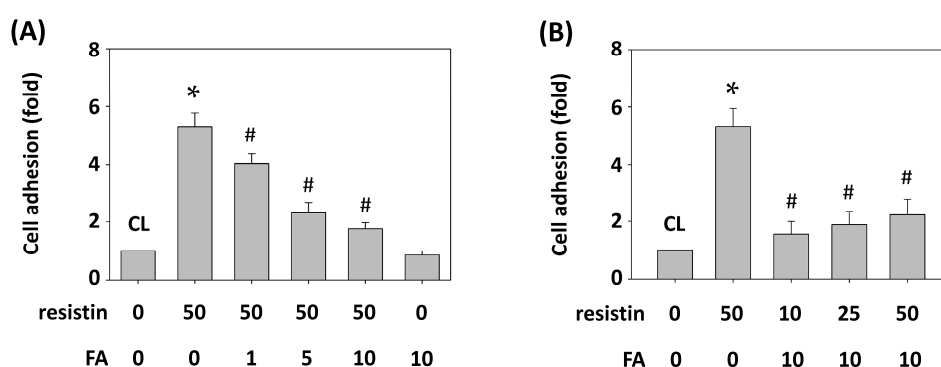 (A)
8
6
4
2
0
Cell adhesion (fold)
CL
*
#
#
#
resistin 0 50 50 50 50 0
FA 0 0 1 5 10 10
(B)
8
6
4
2
0
Cell adhesion (fold)
CL
*
#
#
#
resistin 0 50 10 25 50
FA 0 0 10 10 10